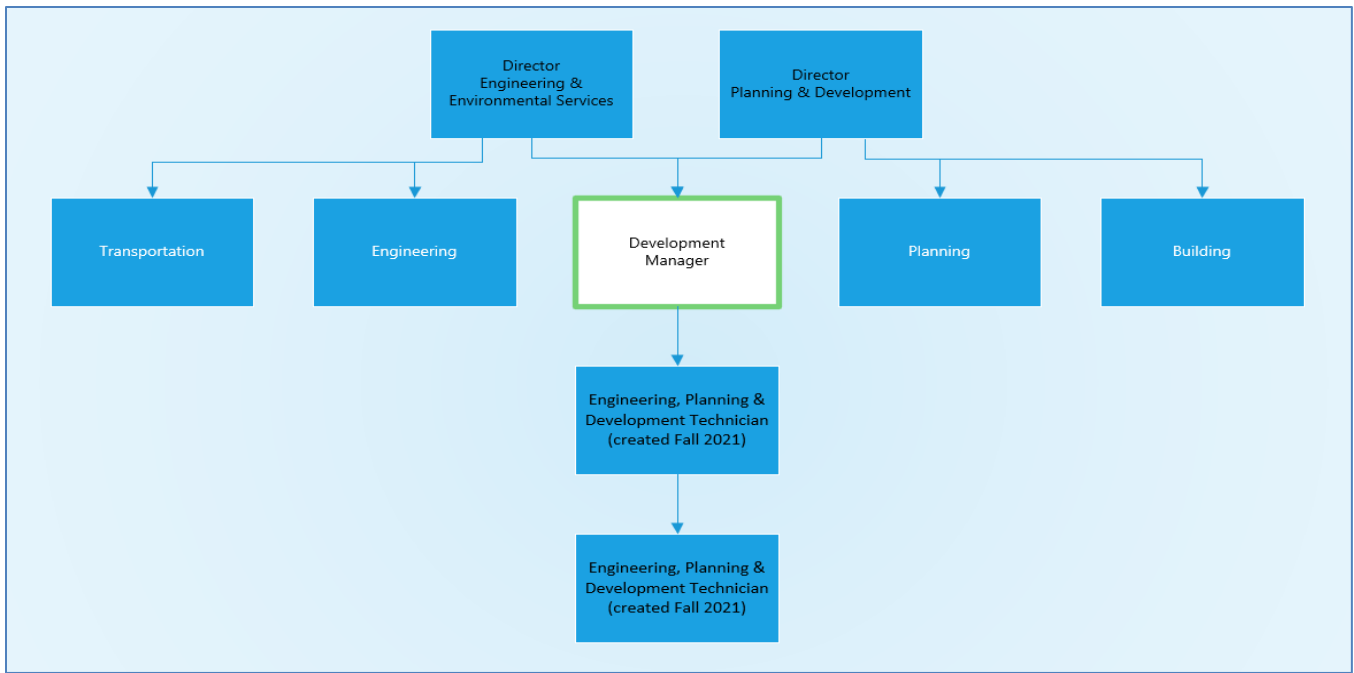 Director
Engineering &
Environmental Services
Director
Planning & Development
Transportation
Engineering
Development
Manager
Planning
Building
Engineering, Planning &
Development Technician
(created Fall 2021)
Engineering, Planning &
Development Technician
(created Fall 2021)